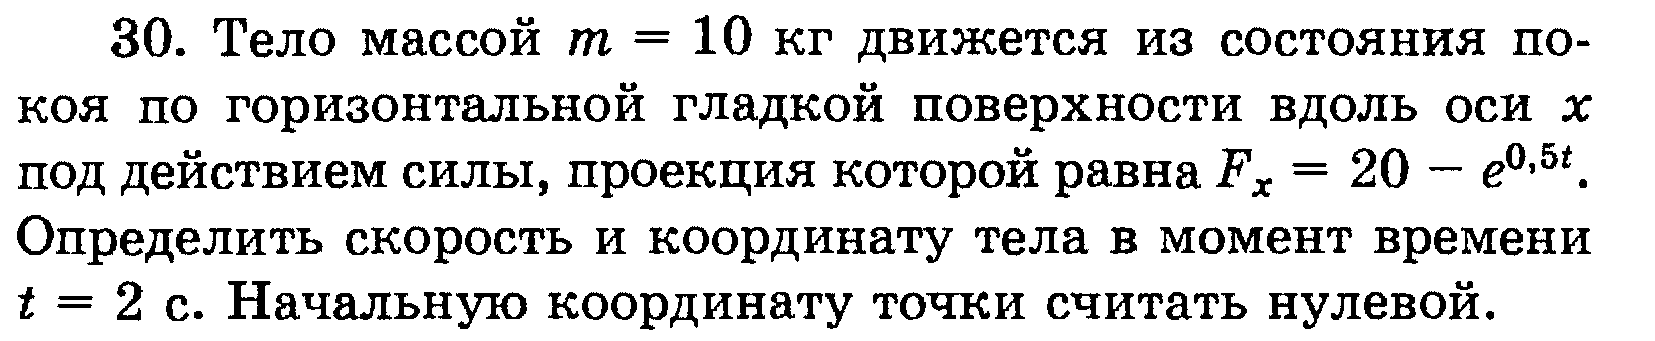 30. Тело массой m = 10 кг движется из состояния по-
коя по горизонтальной гладкой поверхности вдоль оси x
под действием силы, проекция которой равна Fₓ = 20 − e^{0,5t}.
Определить скорость и координату тела в момент времени
t = 2 с. Начальную координату точки считать нулевой.